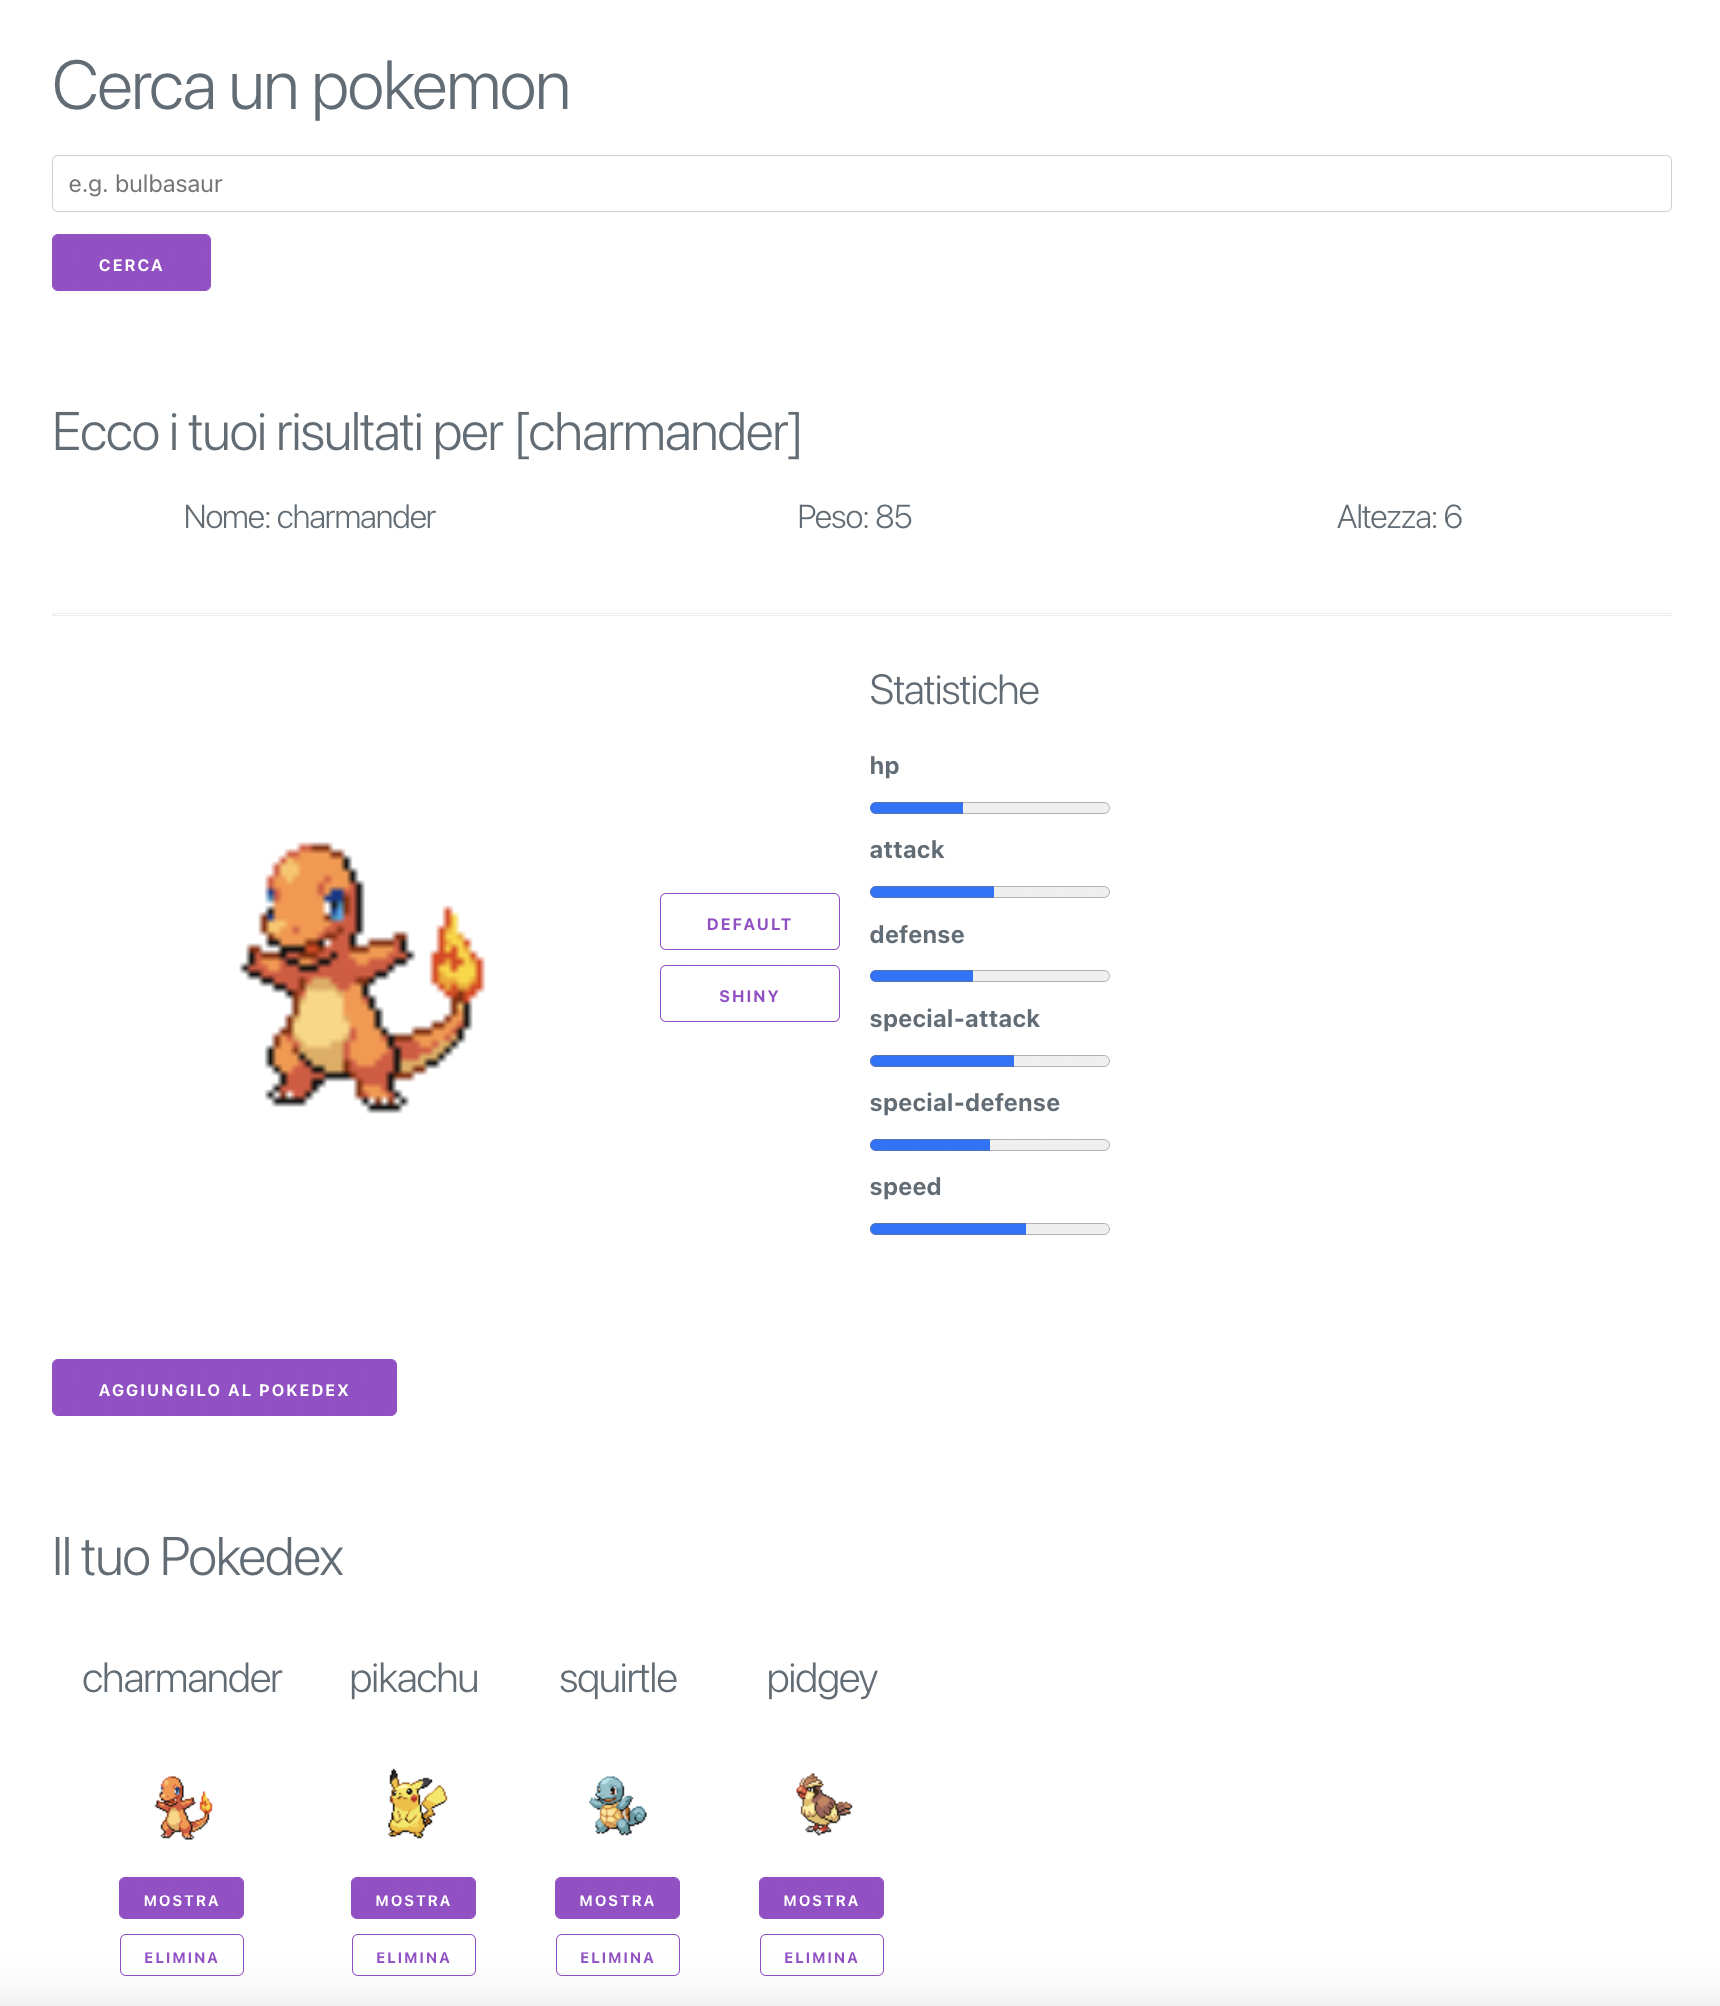 Cerca un pokemon
e.g. bulbasaur
CERCA
Ecco i tuoi risultati per [charmander]
Nome: charmander Peso: 85 Altezza: 6
Statistiche
hp
attack
defense
special-attack
special-defense
speed
DEFAULT
SHINY
AGGIUNGILO AL POKEDEX
Il tuo Pokedex
charmander pikachu squirtle pidgey
MOSTRA MOSTRA MOSTRA MOSTRA
ELIMINA ELIMINA ELIMINA ELIMINA